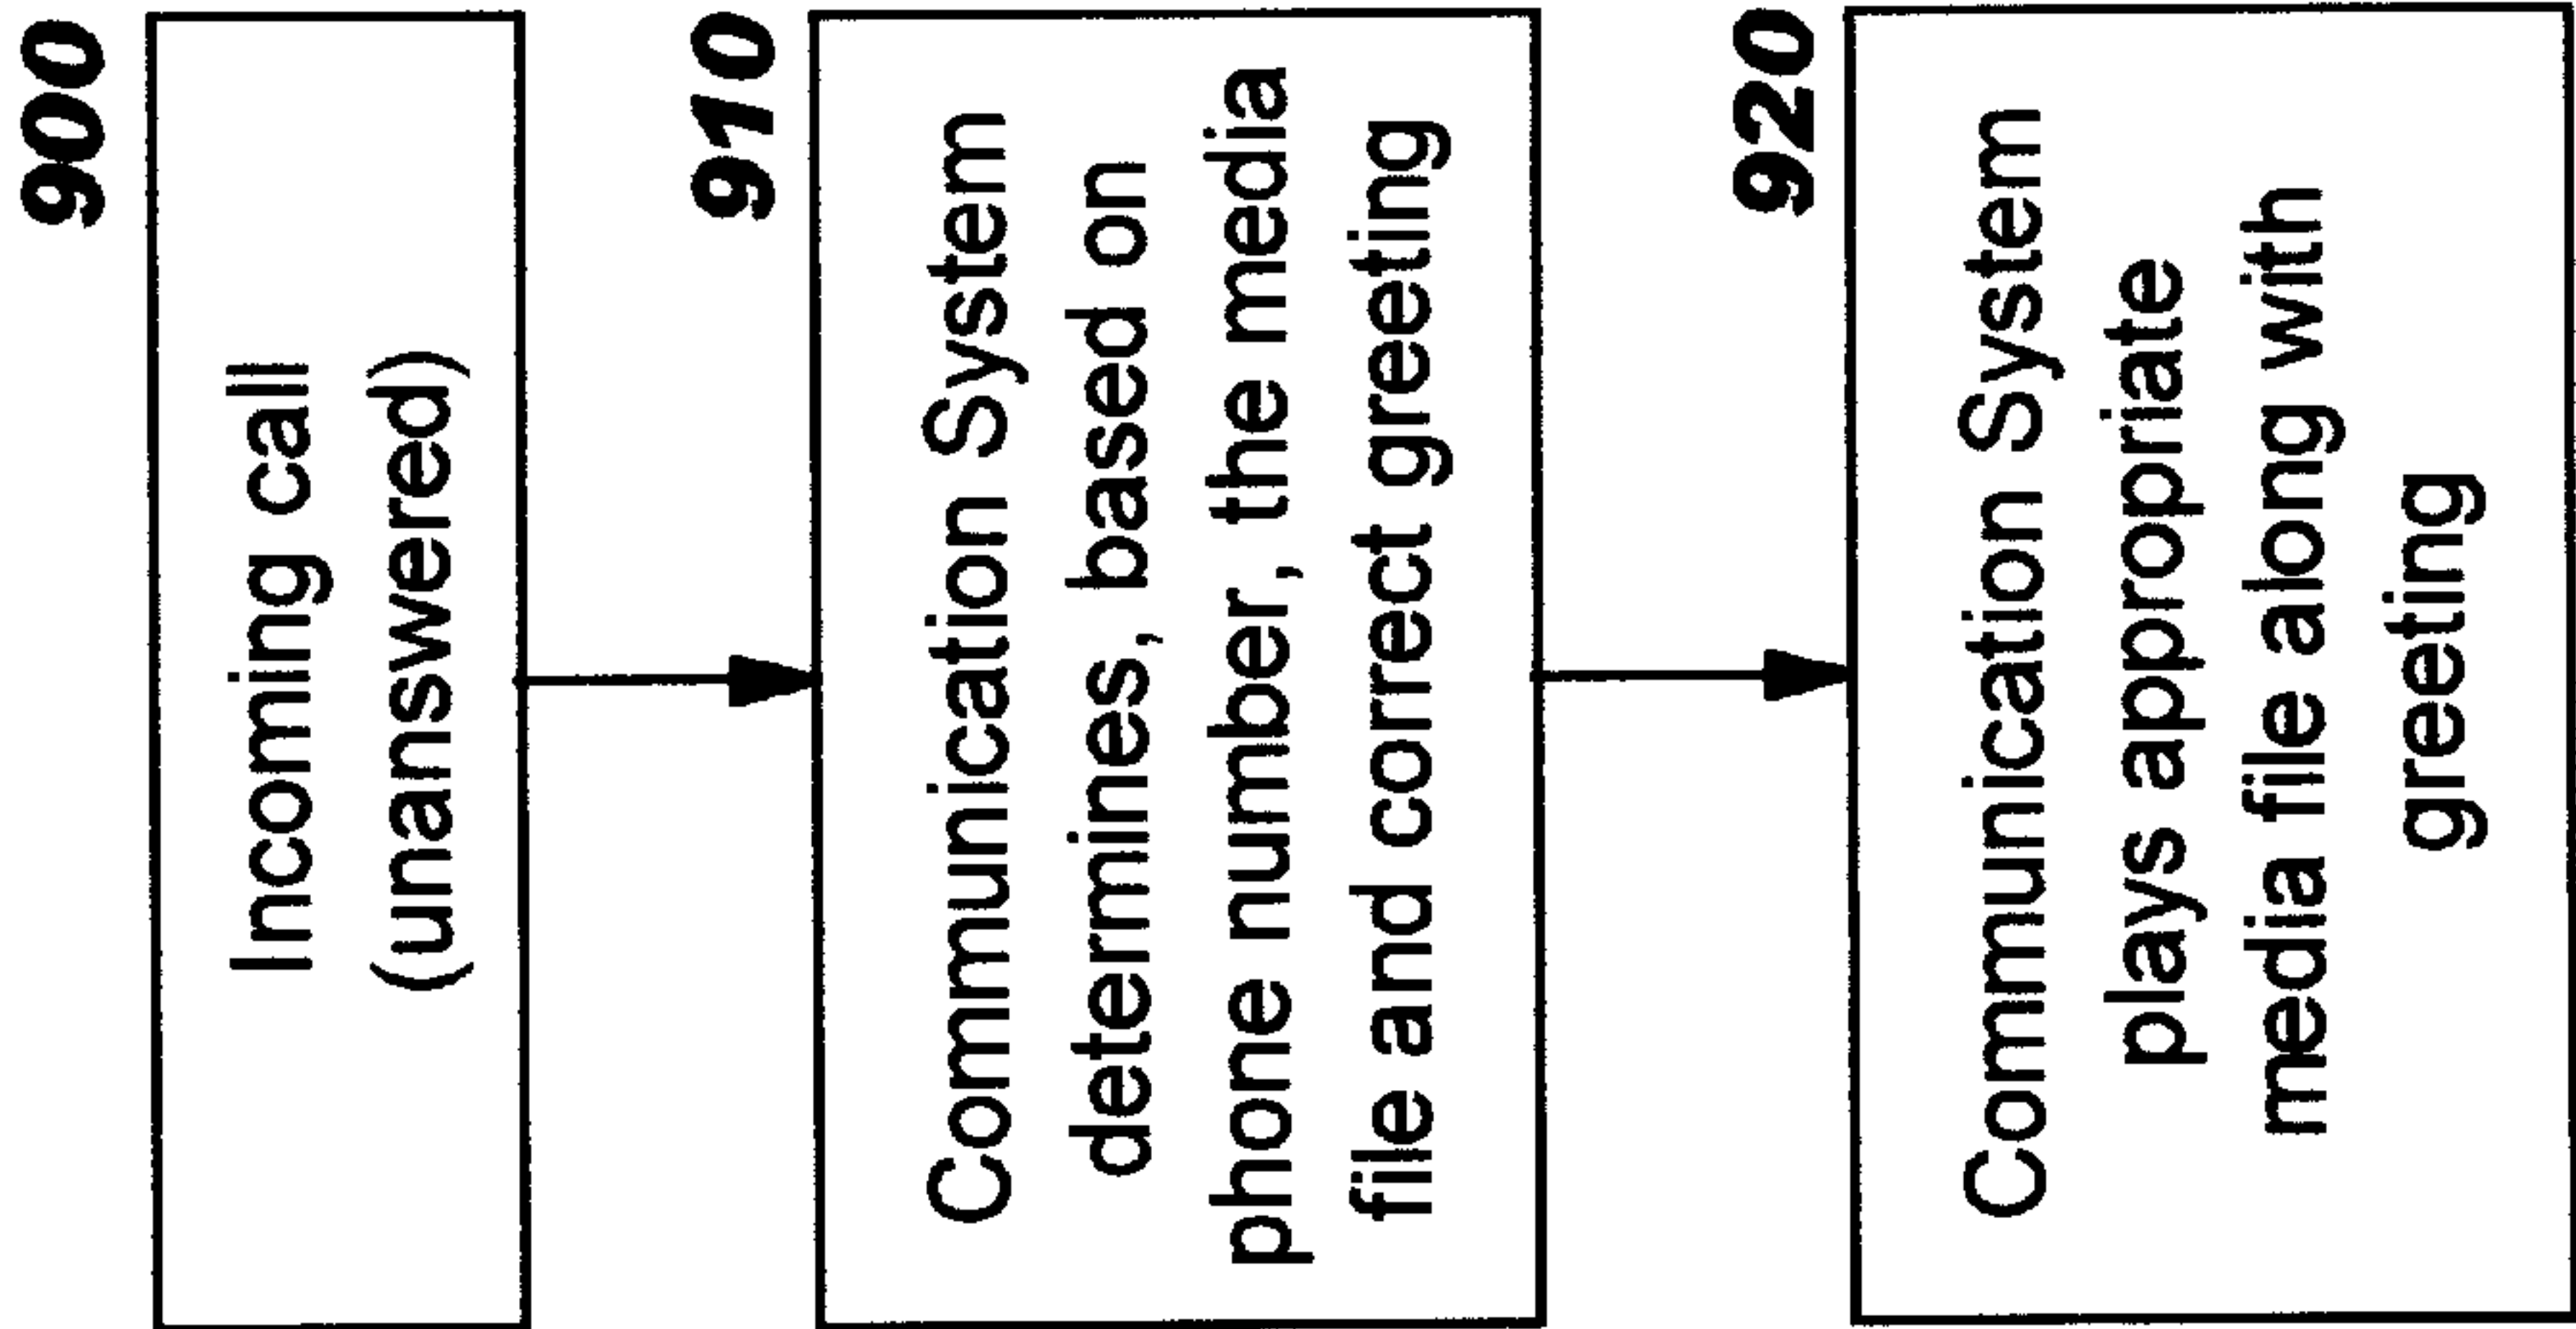 900
Incoming call
(unanswered)
910
Communication System
determines, based on
phone number, the media
file and correct greeting
920
Communication System
plays appropriate
media file along with
greeting